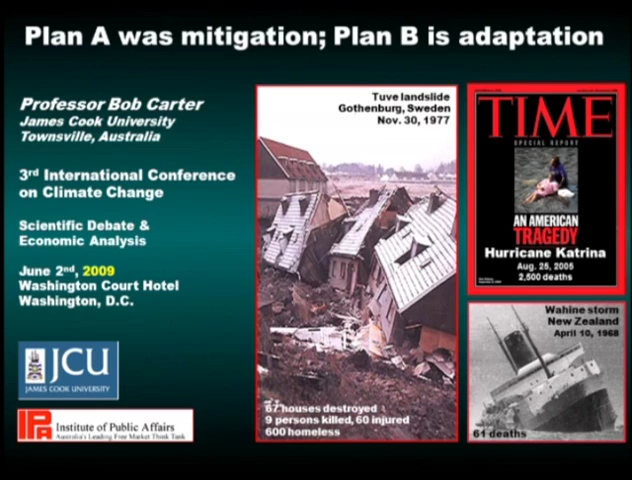 Plan A was mitigation; Plan B is adaptation
Professor Bob Carter
James Cook University
Townsville, Australia
3rd International Conference
on Climate Change
Scientific Debate &
Economic Analysis
June 2nd, 2009
Washington Court Hotel
Washington, D.C.
JCU
JAMES COOK UNIVERSITY
IPA
Institute of Public Affairs
Australia's Leading Free Market Think Tank
Tuve landslide
Gothenburg, Sweden
Nov. 30, 1977
67 houses destroyed
9 persons killed, 60 injured
600 homeless
TIME
SPECIAL REPORT
AN AMERICAN
TRAGEDY
Hurricane Katrina
Aug. 25, 2005
2,500 deaths
Wahine storm
New Zealand
April 10, 1968
61 deaths